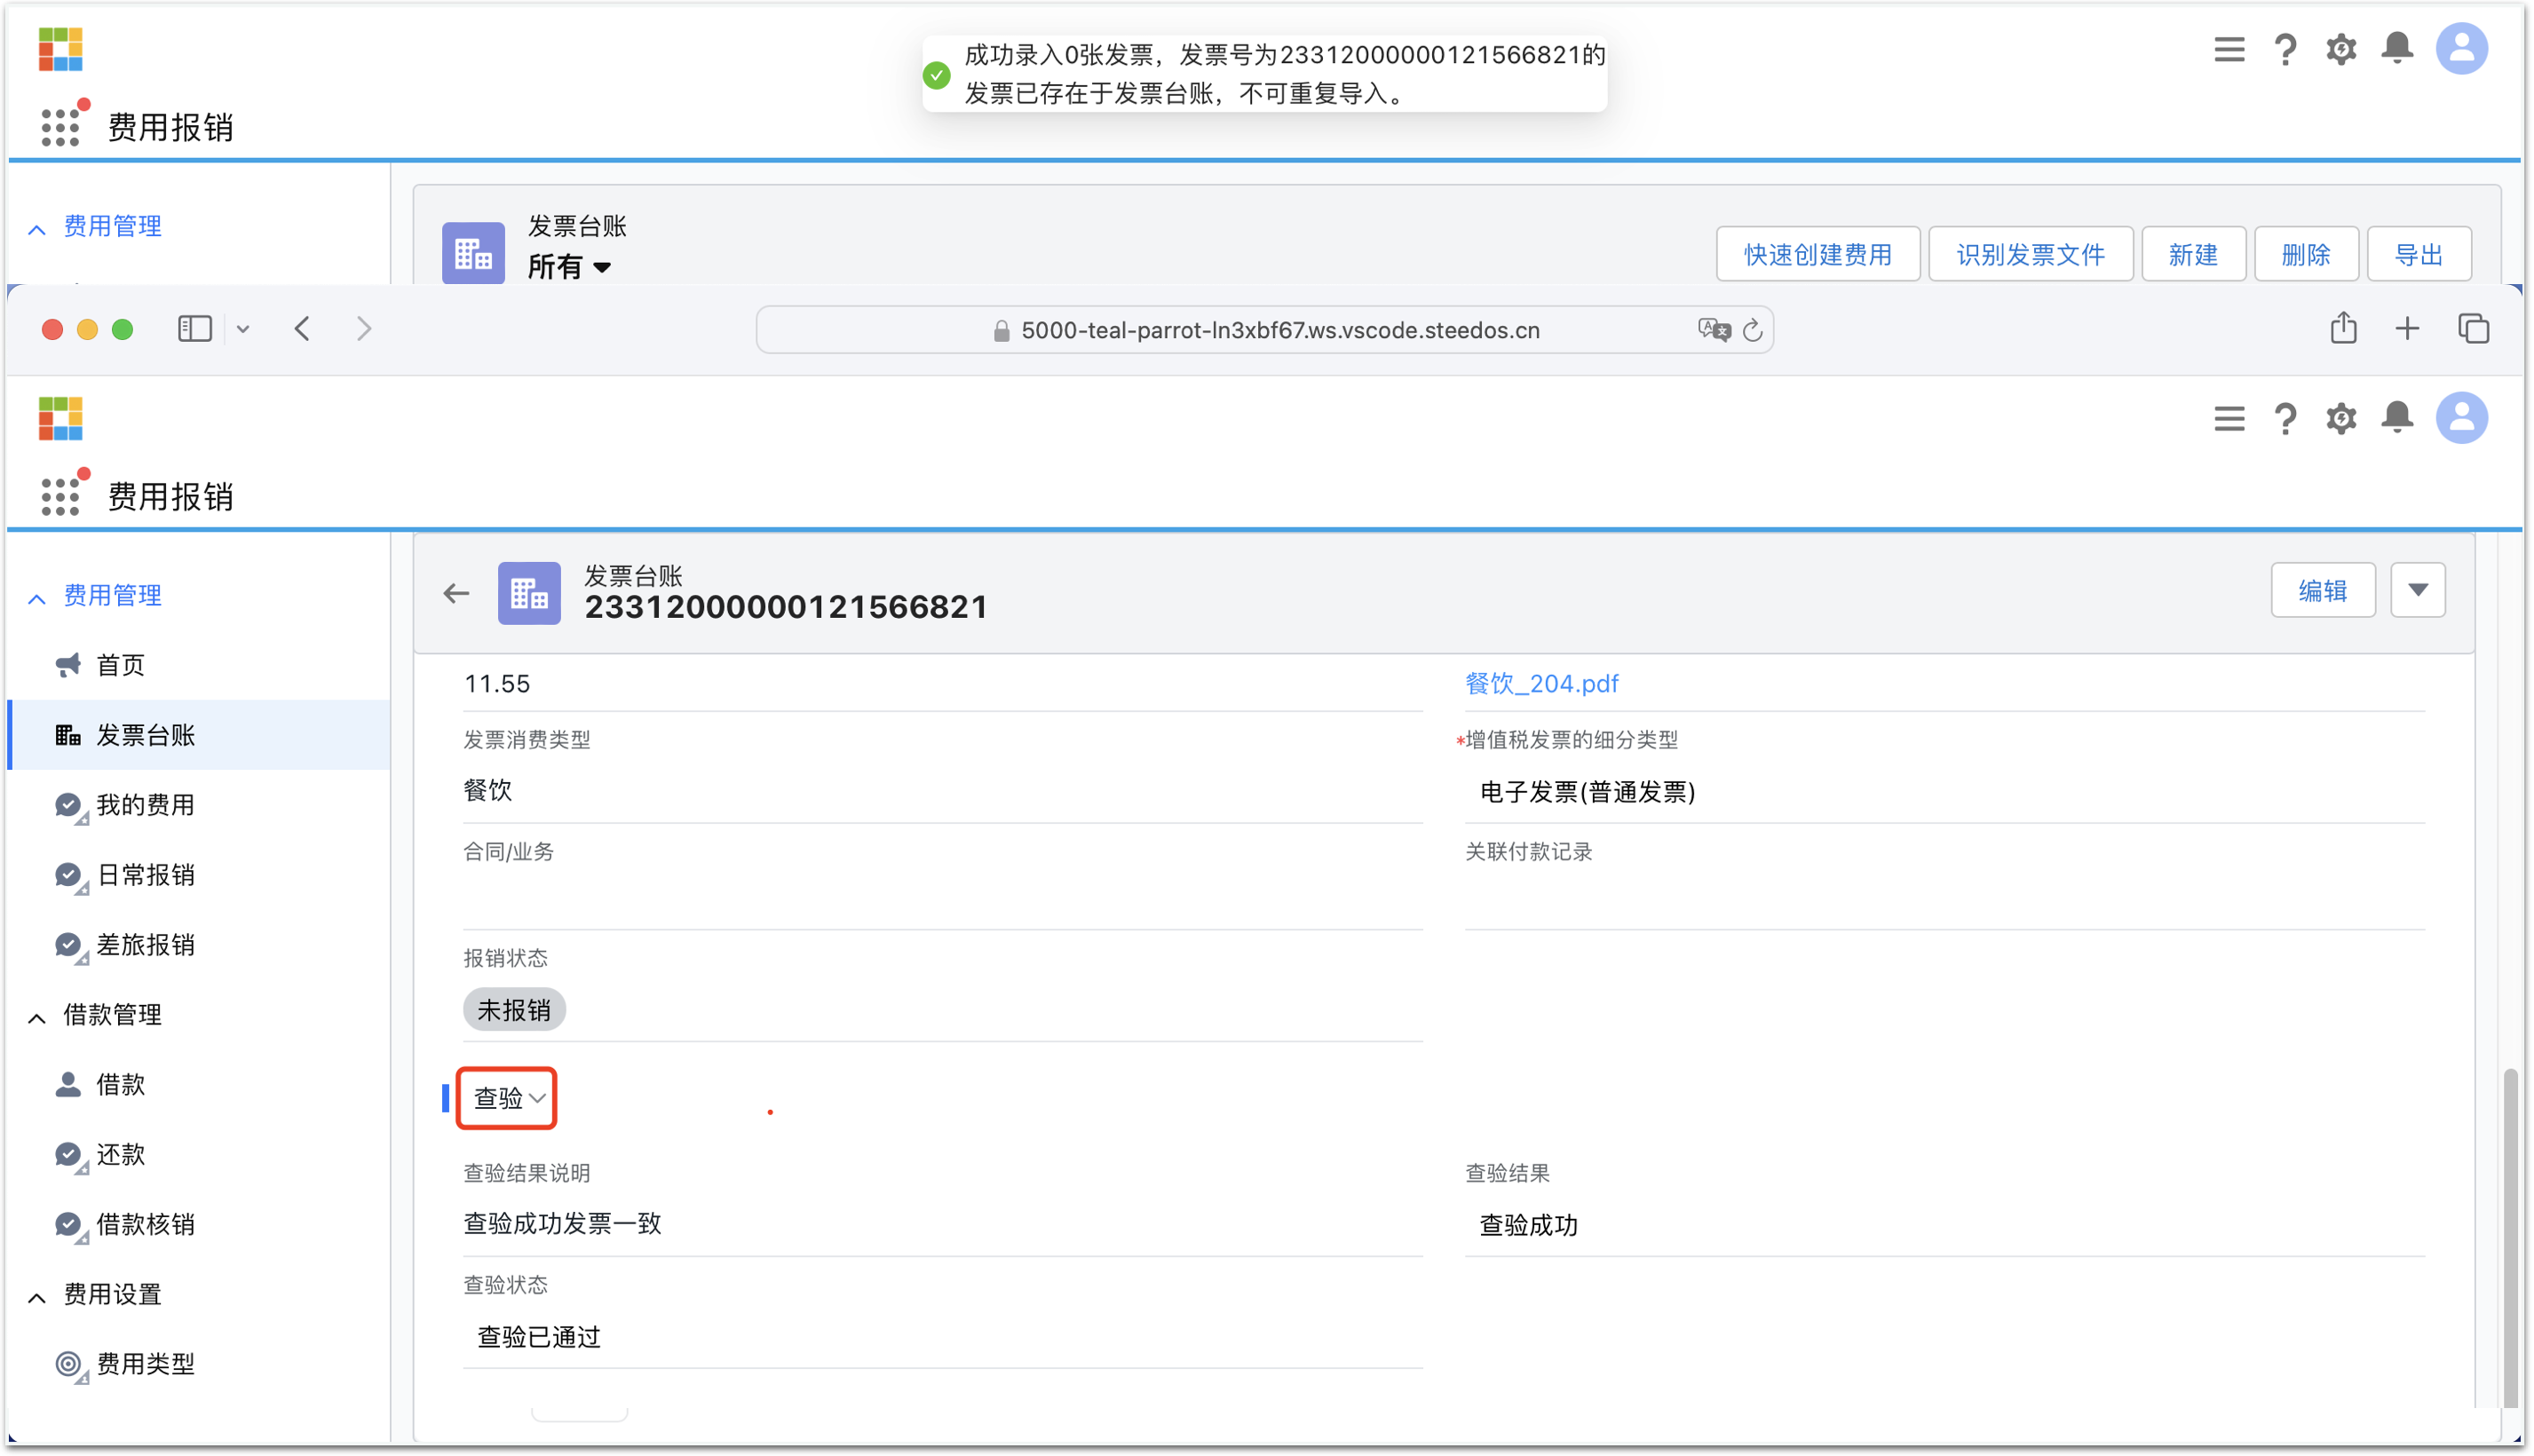 成功录入0张发票，发票号为23312000000121566821的
发票已存在于发票台账，不可重复导入。
费用报销
费用管理
发票台账
所有
快速创建费用
识别发票文件
新建
删除
导出
5000-teal-parrot-ln3xbf67.ws.vscode.steedos.cn
费用报销
费用管理
首页
发票台账
我的费用
日常报销
差旅报销
借款管理
借款
还款
借款核销
费用设置
费用类型
发票台账
23312000000121566821
编辑
11.55
餐饮_204.pdf
发票消费类型
*增值税发票的细分类型
餐饮
电子发票(普通发票)
合同/业务
关联付款记录
报销状态
未报销
查验
查验结果说明
查验结果
查验成功发票一致
查验成功
查验状态
查验已通过